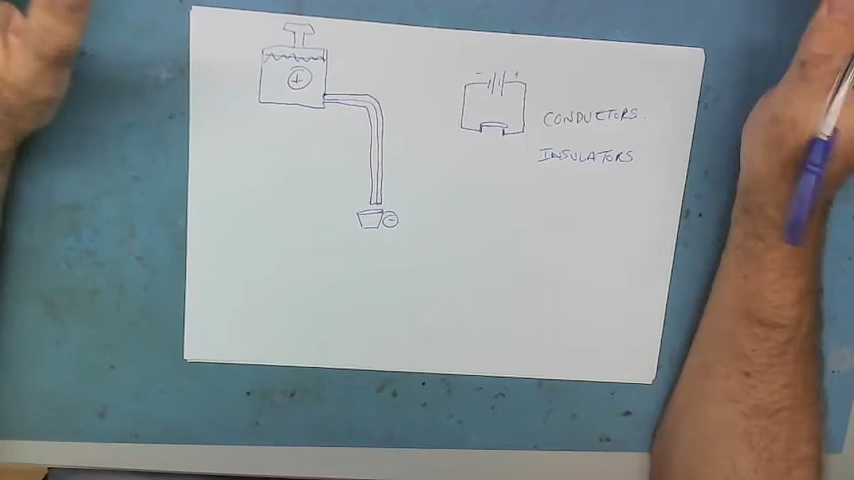 - +
+
CONDUCTORS.
INSULATORS
-